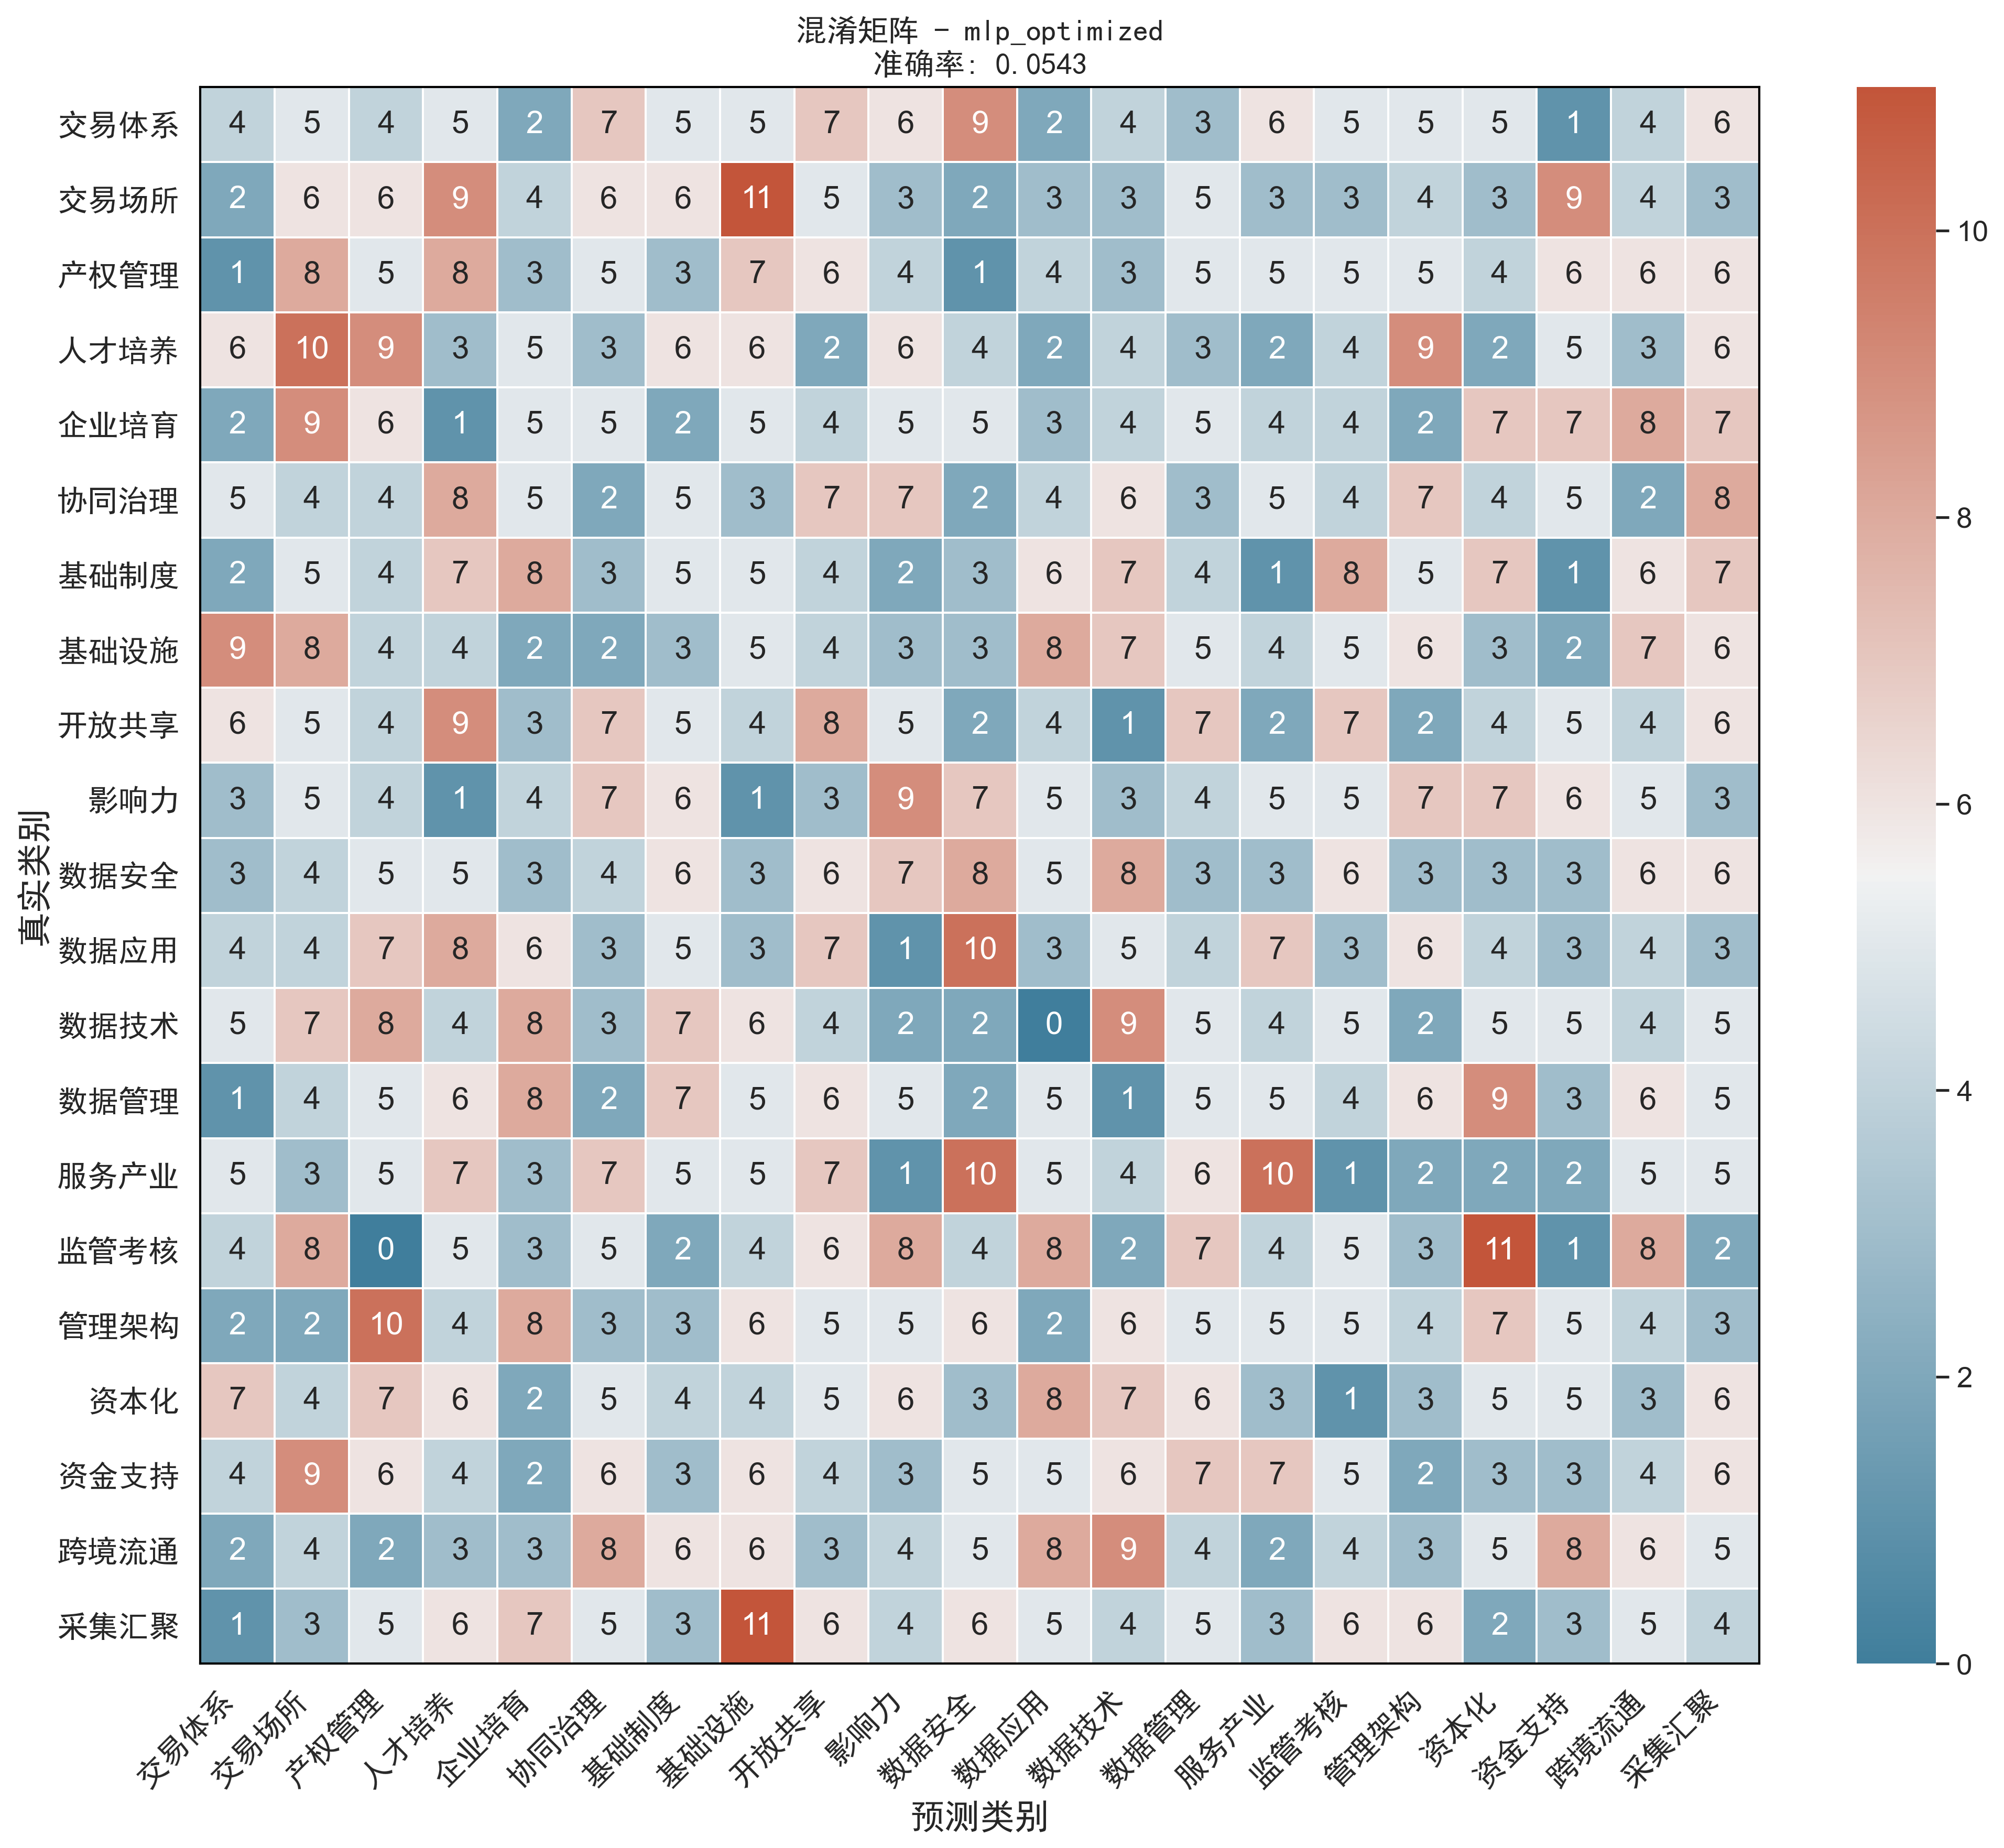 混淆矩阵 - mlp_optimized
准确率: 0.0543
交易体系 4 5 4 5 2 7 5 5 7 6 9 2 4 3 6 5 5 5 1 4 6
交易场所 2 6 6 9 4 6 6 11 5 3 2 3 3 5 3 3 4 3 9 4 3
产权管理 1 8 5 8 3 5 3 7 6 4 1 4 3 5 5 5 5 4 6 6 6
人才培养 6 10 9 3 5 3 6 6 2 6 4 2 4 3 2 4 9 2 5 3 6
企业培育 2 9 6 1 5 5 2 5 4 5 5 3 4 5 4 4 2 7 7 8 7
协同治理 5 4 4 8 5 2 5 3 7 7 2 4 6 3 5 4 7 4 5 2 8
基础制度 2 5 4 7 8 3 5 5 4 2 3 6 7 4 1 8 5 7 1 6 7
基础设施 9 8 4 4 2 2 3 5 4 3 3 8 7 5 4 5 6 3 2 7 6
开放共享 6 5 4 9 3 7 5 4 8 5 2 4 1 7 2 7 2 4 5 4 6
影响力 3 5 4 1 4 7 6 1 3 9 7 5 3 4 5 5 7 7 6 5 3
数据安全 3 4 5 5 3 4 6 3 6 7 8 5 8 3 3 6 3 3 3 6 6
数据应用 4 4 7 8 6 3 5 3 7 1 10 3 5 4 7 3 6 4 3 4 3
数据技术 5 7 8 4 8 3 7 6 4 2 2 0 9 5 4 5 2 5 5 4 5
数据管理 1 4 5 6 8 2 7 5 6 5 2 5 1 5 5 4 6 9 3 6 5
服务产业 5 3 5 7 3 7 5 5 7 1 10 5 4 6 10 1 2 2 2 5 5
监管考核 4 8 0 5 3 5 2 4 6 8 4 8 2 7 4 5 3 11 1 8 2
管理架构 2 2 10 4 8 3 3 6 5 5 6 2 6 5 5 5 4 7 5 4 3
资本化 7 4 7 6 2 5 4 4 5 6 3 8 7 6 3 1 3 5 5 3 6
资金支持 4 9 6 4 2 6 3 6 4 3 5 5 6 7 7 5 2 3 3 4 6
跨境流通 2 4 2 3 3 8 6 6 3 4 5 8 9 4 2 4 3 5 8 6 5
采集汇聚 1 3 5 6 7 5 3 11 6 4 6 5 4 5 3 6 6 2 3 5 4
真实类别
交易体系 交易场所 产权管理 人才培养 企业培育 协同治理 基础制度 基础设施 开放共享 影响力 数据安全 数据应用 数据技术 数据管理 服务产业 监管考核 管理架构 资本化 资金支持 跨境流通 采集汇聚
预测类别
10
8
6
4
2
0